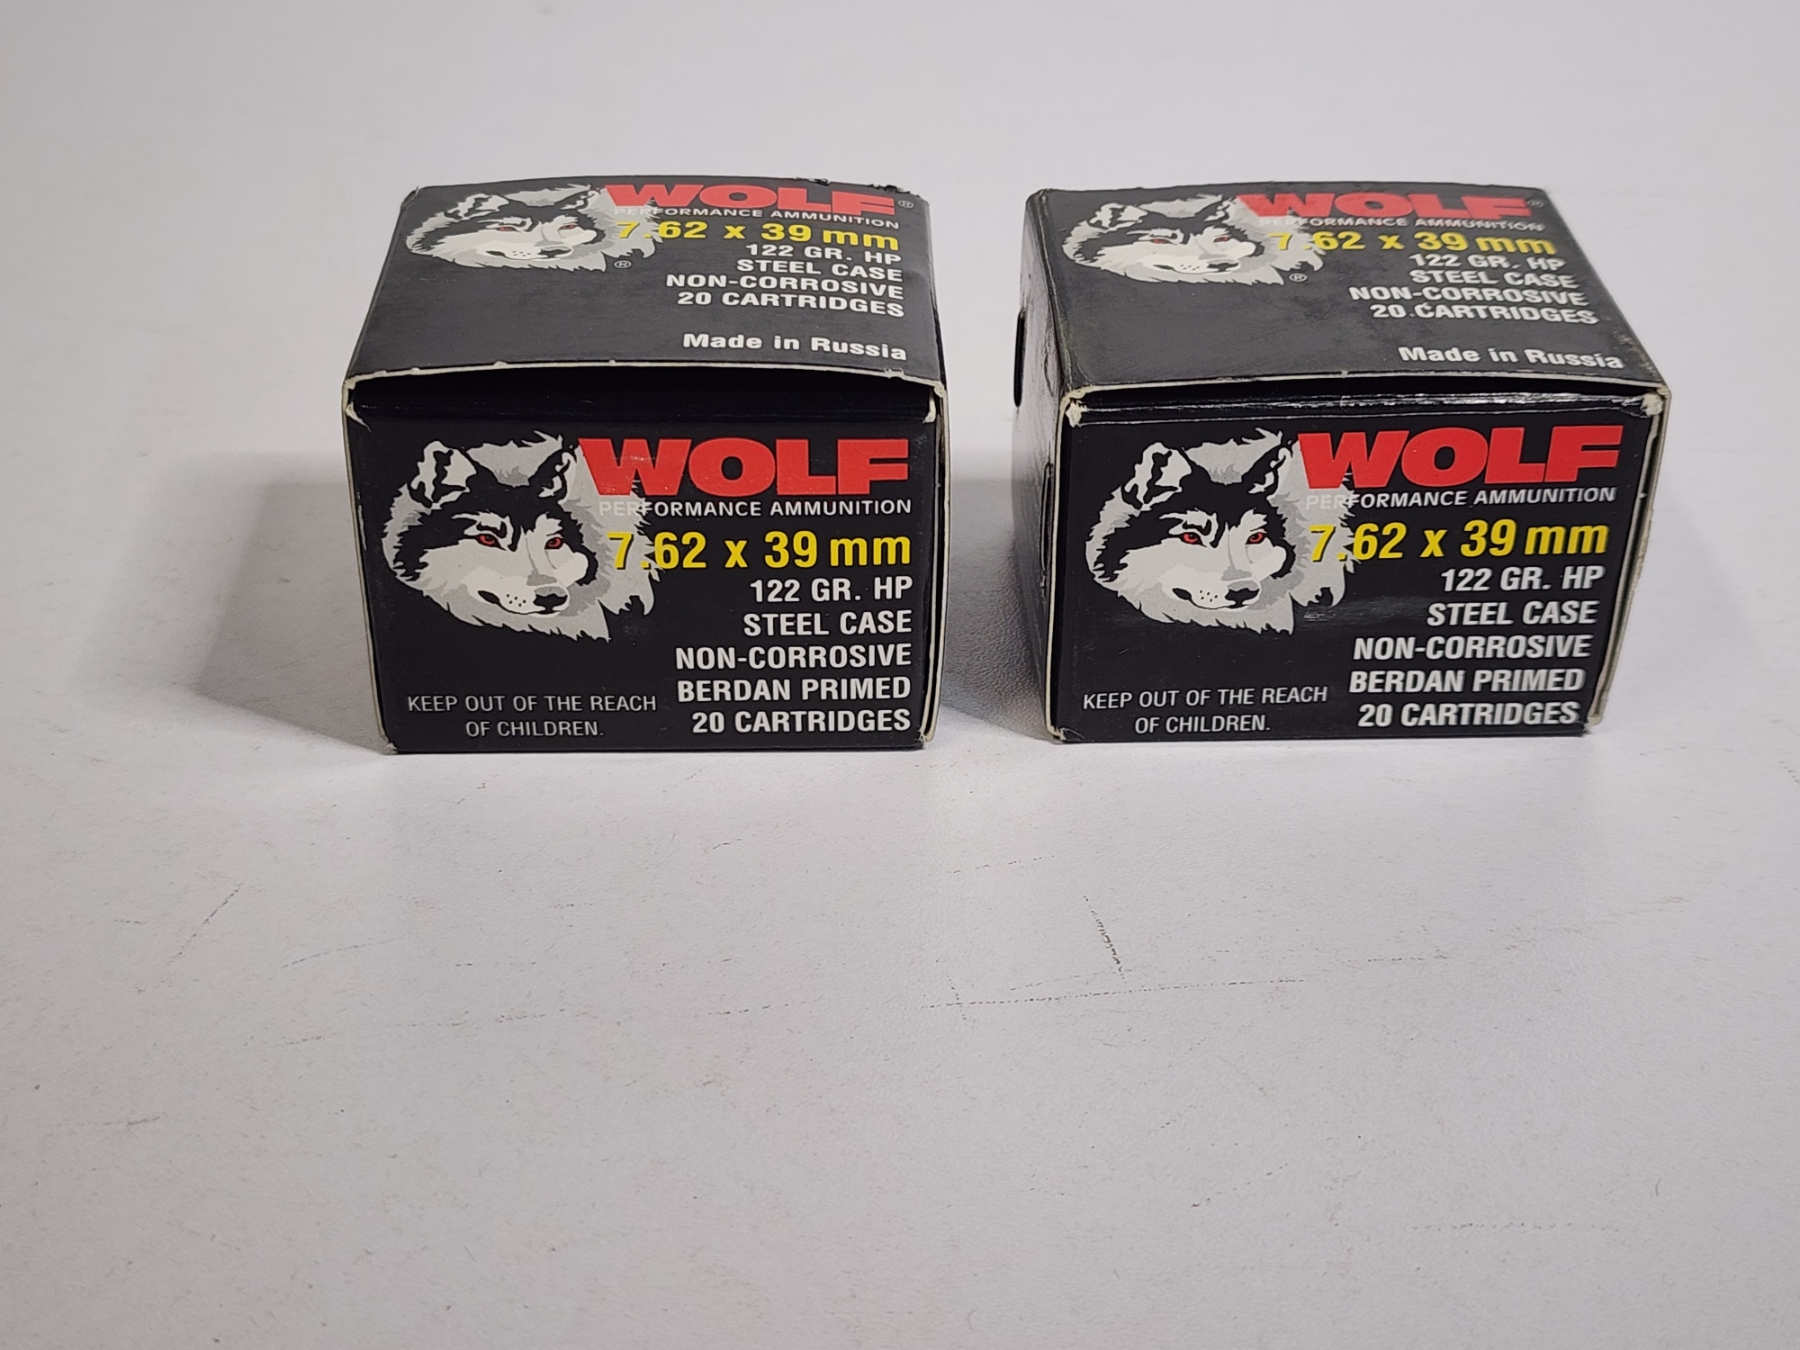 WOLF®
PERFORMANCE AMMUNITION
7.62 x 39 mm
122 GR. HP
®
STEEL CASE
NON-CORROSIVE
20 CARTRIDGES
Made in Russia
WOLF
PERFORMANCE AMMUNITION
7.62 x 39 mm
122 GR. HP
STEEL CASE
NON-CORROSIVE
BERDAN PRIMED
20 CARTRIDGES
KEEP OUT OF THE REACH
OF CHILDREN.
WOLF®
PERFORMANCE AMMUNITION
7.62 x 39 mm
122 GR. HP
®
STEEL CASE
NON-CORROSIVE
20 CARTRIDGES
Made in Russia
WOLF
PERFORMANCE AMMUNITION
7.62 x 39 mm
122 GR. HP
STEEL CASE
NON-CORROSIVE
BERDAN PRIMED
20 CARTRIDGES
KEEP OUT OF THE REACH
OF CHILDREN.